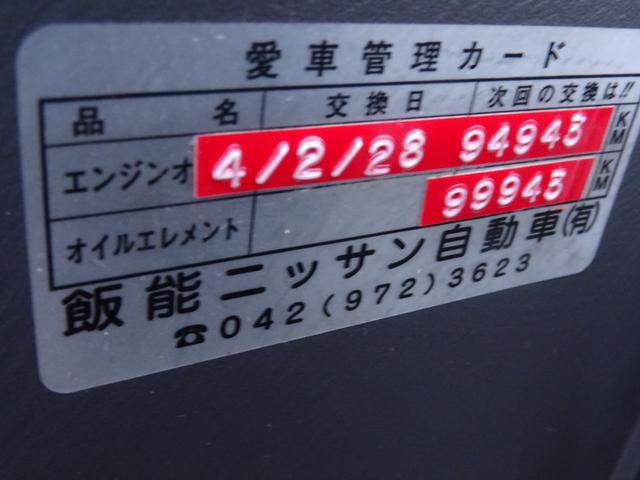 愛車管理カード
品 名 交換日 次回の交換は!!
エンジンオ 4/2/28 94943 KM
オイルエレメント 99943 KM
飯能ニッサン自動車(有)
☎042(972)3623